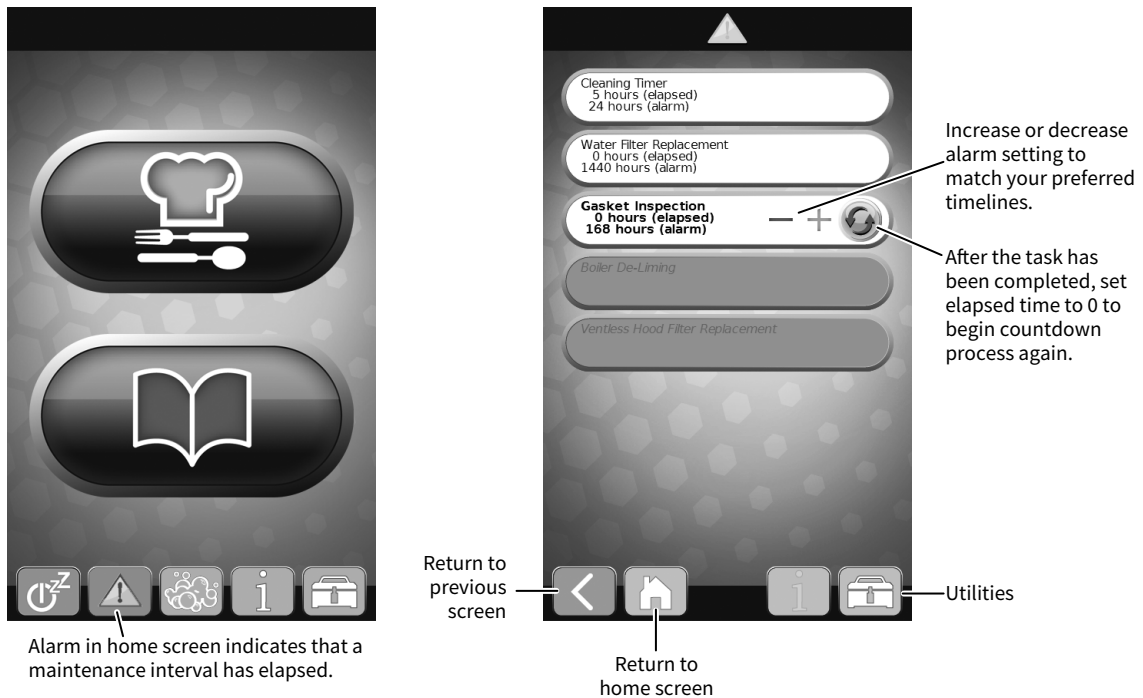 Cleaning Timer
5 hours (elapsed)
24 hours (alarm)
Water Filter Replacement
0 hours (elapsed)
1440 hours (alarm)
Gasket Inspection
0 hours (elapsed)
168 hours (alarm)
Boiler De-Liming
Ventless Hood Filter Replacement
Increase or decrease
alarm setting to
match your preferred
timelines.
After the task has
been completed, set
elapsed time to 0 to
begin countdown
process again.
Return to
previous
screen
Utilities
zZ
i
i
Alarm in home screen indicates that a
maintenance interval has elapsed.
Return to
home screen